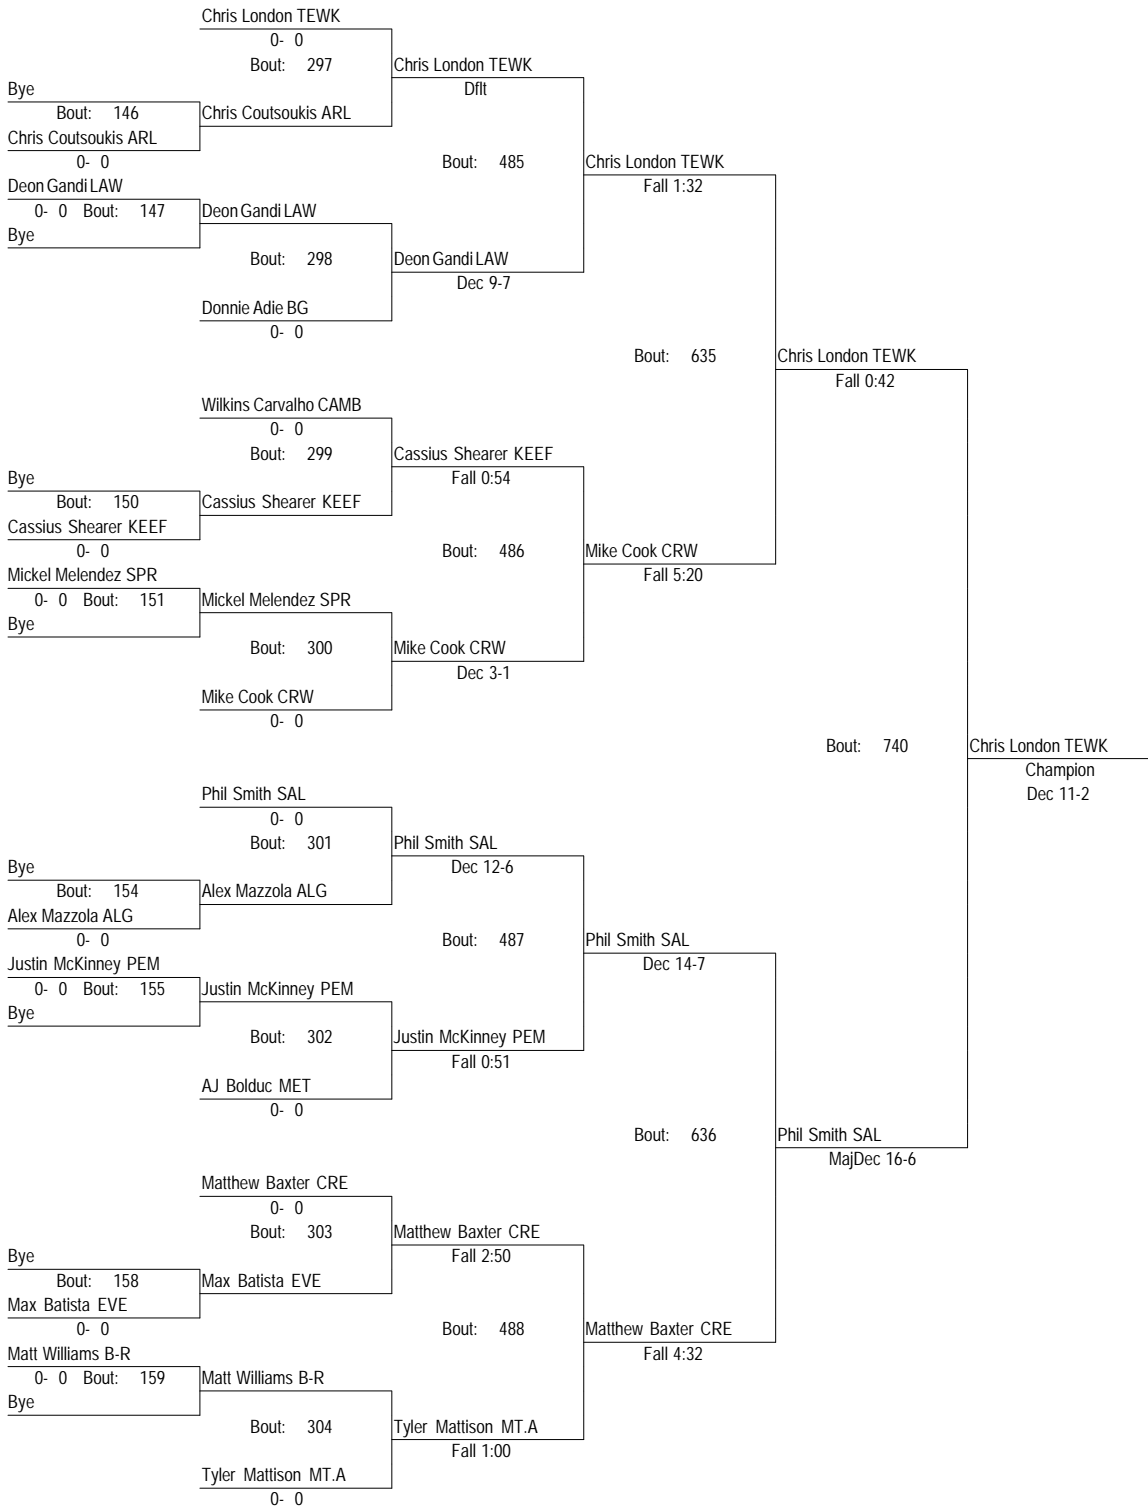 Chris London TEWK
0- 0
Bout: 297
Chris London TEWK
Dflt
Bye
Bout: 146
Chris Coutsoukis ARL
Chris Coutsoukis ARL
0- 0
Bout: 485
Chris London TEWK
Fall 1:32
Deon Gandi LAW
0- 0 Bout: 147
Deon Gandi LAW
Bye
Bout: 298
Deon Gandi LAW
Dec 9-7
Donnie Adie BG
0- 0
Bout: 635
Chris London TEWK
Fall 0:42
Wilkins Carvalho CAMB
0- 0
Bout: 299
Cassius Shearer KEEF
Fall 0:54
Bye
Bout: 150
Cassius Shearer KEEF
Cassius Shearer KEEF
0- 0
Bout: 486
Mike Cook CRW
Fall 5:20
Mickel Melendez SPR
0- 0 Bout: 151
Mickel Melendez SPR
Bye
Bout: 300
Mike Cook CRW
Dec 3-1
Mike Cook CRW
0- 0
Bout: 740
Chris London TEWK
Champion
Dec 11-2
Phil Smith SAL
0- 0
Bout: 301
Phil Smith SAL
Dec 12-6
Bye
Bout: 154
Alex Mazzola ALG
Alex Mazzola ALG
0- 0
Bout: 487
Phil Smith SAL
Dec 14-7
Justin McKinney PEM
0- 0 Bout: 155
Justin McKinney PEM
Bye
Bout: 302
Justin McKinney PEM
Fall 0:51
AJ Bolduc MET
0- 0
Bout: 636
Phil Smith SAL
MajDec 16-6
Matthew Baxter CRE
0- 0
Bout: 303
Matthew Baxter CRE
Fall 2:50
Bye
Bout: 158
Max Batista EVE
Max Batista EVE
0- 0
Bout: 488
Matthew Baxter CRE
Fall 4:32
Matt Williams B-R
0- 0 Bout: 159
Matt Williams B-R
Bye
Bout: 304
Tyler Mattison MT.A
Fall 1:00
Tyler Mattison MT.A
0- 0